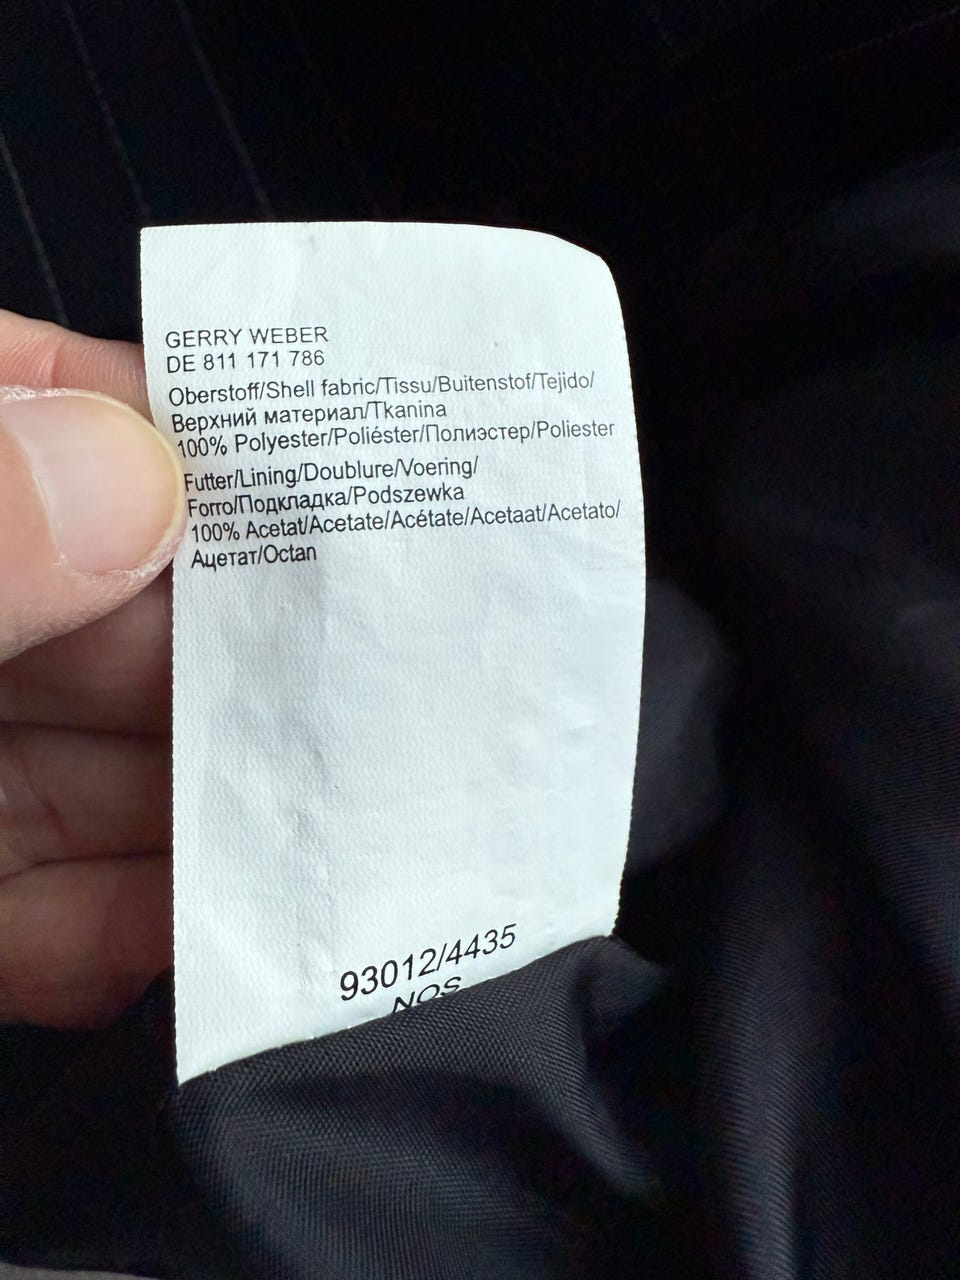 GERRY WEBER
DE 811 171 786
Oberstoff/Shell fabric/Tissu/Buitenstof/Tejido/
Верхний материал/Tkanina
100% Polyester/Poliéster/Полиэстер/Poliester
Futter/Lining/Doublure/Voering/
Forro/Подкладка/Podszewka
100% Acetat/Acetate/Acétate/Acetaat/Acetato/
Ацетат/Octan
93012/4435
NOS